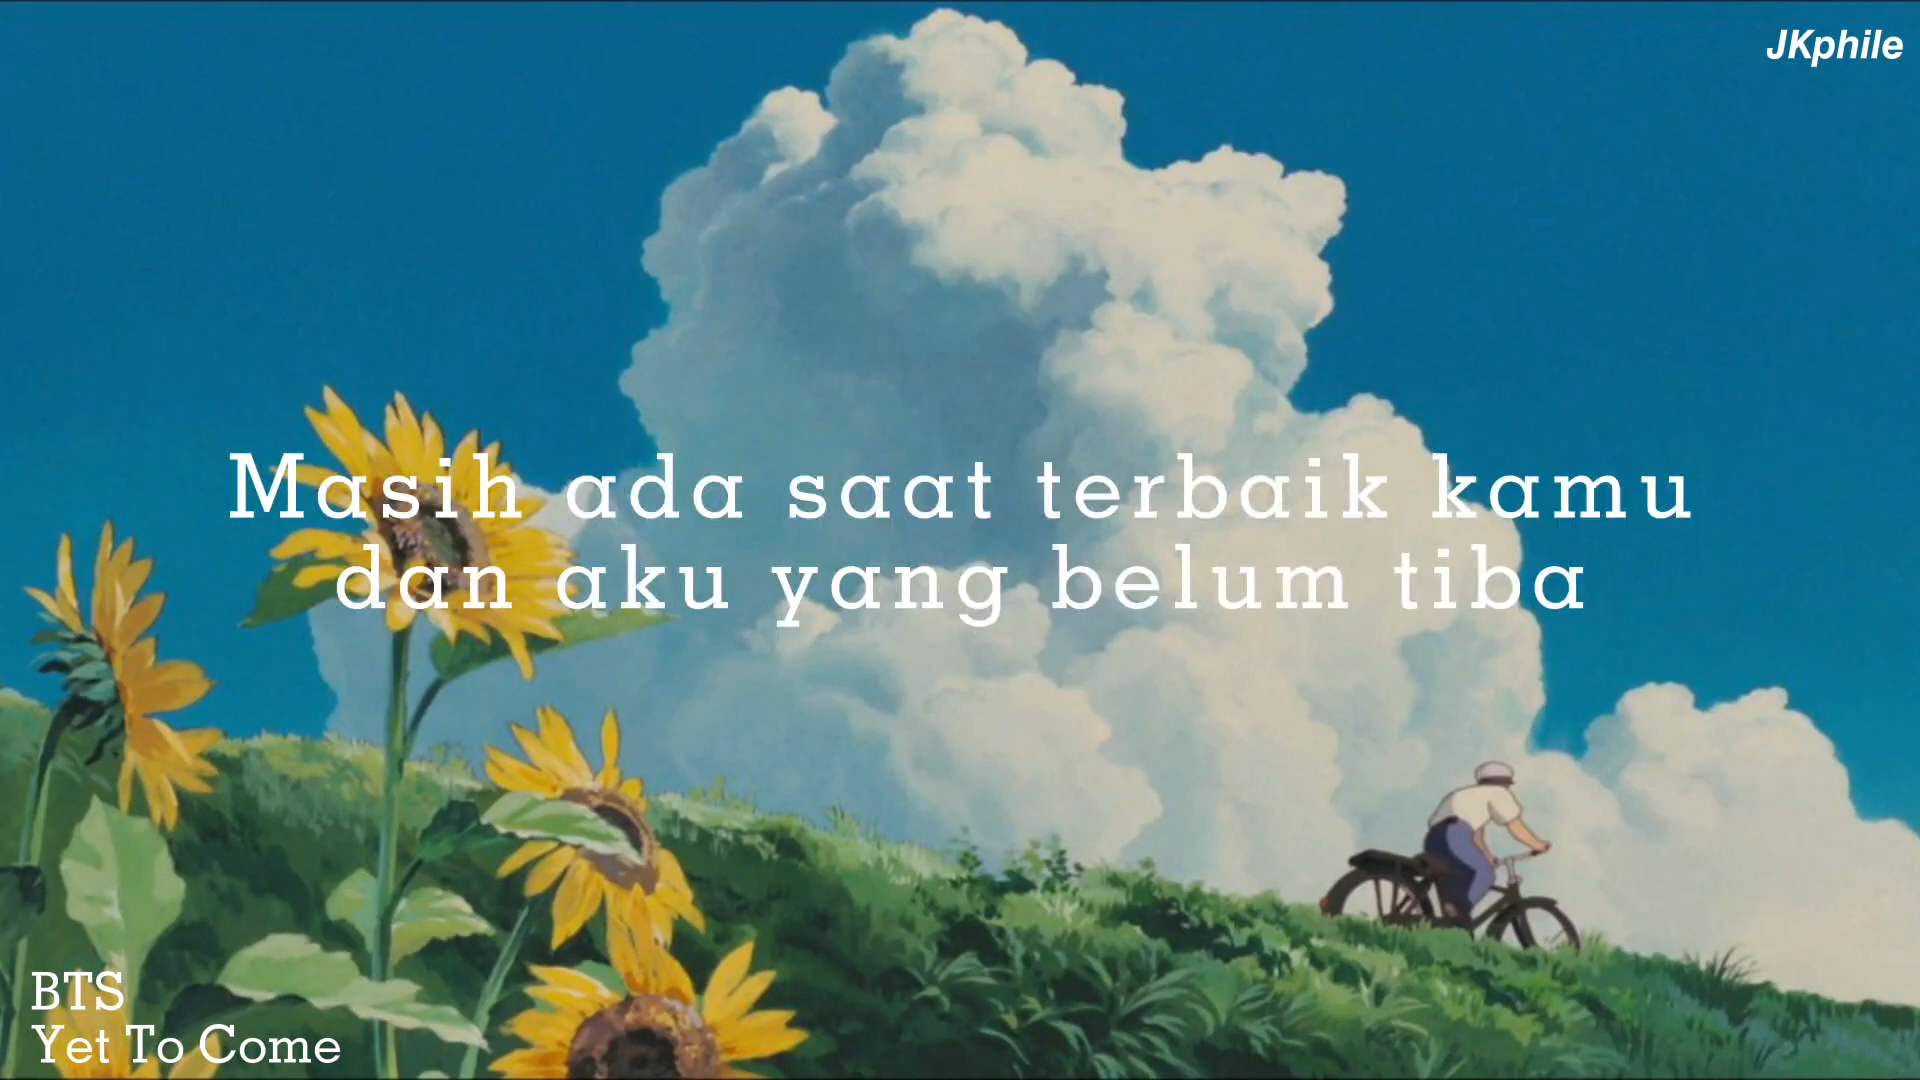 JKphile
Masih ada saat terbaik kamu
dan aku yang belum tiba
BTS
Yet To Come